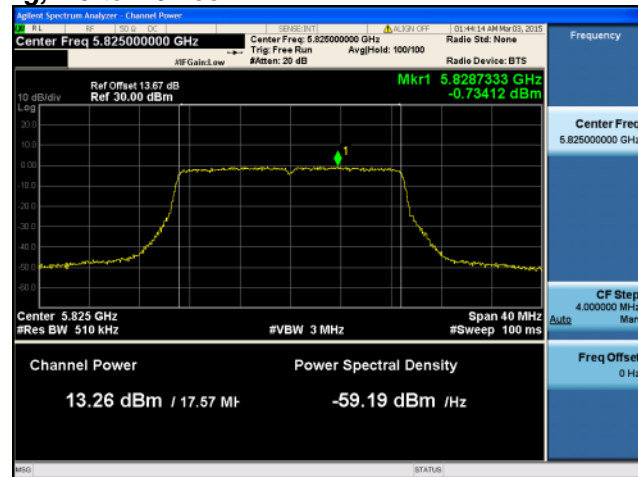 Agilent Spectrum Analyzer - Channel Power
RL RF 50 Ω DC SENSE:INT ALIGN OFF 01:44:14 AM Mar 03, 2015
Center Freq 5.825000000 GHz
Center Freq: 5.825000000 GHz
Radio Std: None
Trig: Free Run Avg|Hold: 100/100
#IFGain:Low #Atten: 20 dB Radio Device: BTS
Frequency
Ref Offset 13.67 dB
10 dB/div Ref 30.00 dBm
Mkr1 5.8287333 GHz
-0.73412 dBm
Log
20.0
10.0
0.00
-10.0
-20.0
-30.0
-40.0
-50.0
-60.0
1
Center 5.825 GHz Span 40 MHz
#Res BW 510 kHz #VBW 3 MHz #Sweep 100 ms
Channel Power Power Spectral Density
13.26 dBm / 17.57 MH -59.19 dBm /Hz
Center Freq
5.825000000 GHz
CF Step
4.000000 MHz
Auto Man
Freq Offset
0 Hz
MSG STATUS